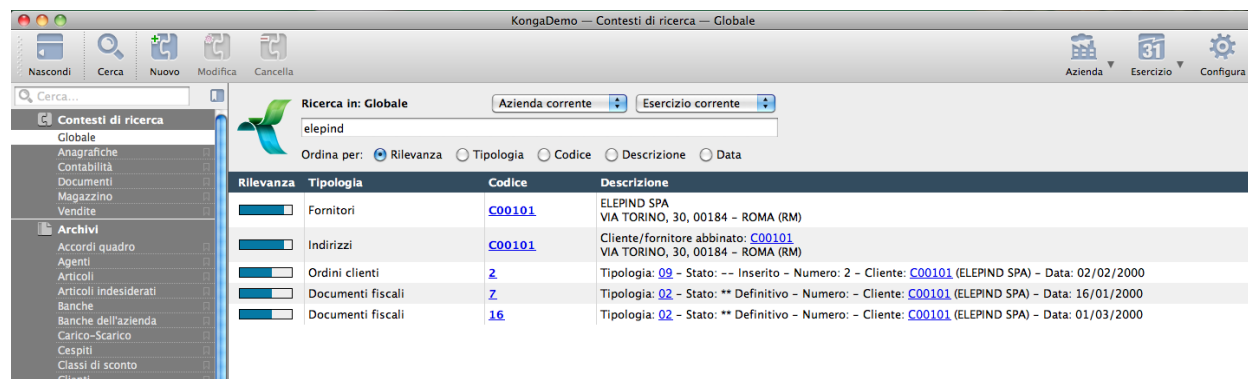 KongaDemo — Contesti di ricerca — Globale
Nascondi Cerca Nuovo Modifica Cancella Azienda 31 Esercizio Configura
Cerca...
Contesti di ricerca
Globale
Anagrafiche
Contabilità
Documenti
Magazzino
Vendite
Archivi
Accordi quadro
Agenti
Articoli
Articoli indesiderati
Banche
Banche dell'azienda
Carico-Scarico
Cespiti
Classi di sconto
Clienti
Ricerca in: Globale Azienda corrente Esercizio corrente
elepind
Ordina per: Rilevanza Tipologia Codice Descrizione Data
Rilevanza Tipologia Codice Descrizione
Fornitori C00101 ELEPIND SPA
VIA TORINO, 30, 00184 - ROMA (RM)
Indirizzi C00101 Cliente/fornitore abbinato: C00101
VIA TORINO, 30, 00184 - ROMA (RM)
Ordini clienti 2 Tipologia: 09 - Stato: -- Inserito - Numero: 2 - Cliente: C00101 (ELEPIND SPA) - Data: 02/02/2000
Documenti fiscali 7 Tipologia: 02 - Stato: ** Definitivo - Numero: - Cliente: C00101 (ELEPIND SPA) - Data: 16/01/2000
Documenti fiscali 16 Tipologia: 02 - Stato: ** Definitivo - Numero: - Cliente: C00101 (ELEPIND SPA) - Data: 01/03/2000